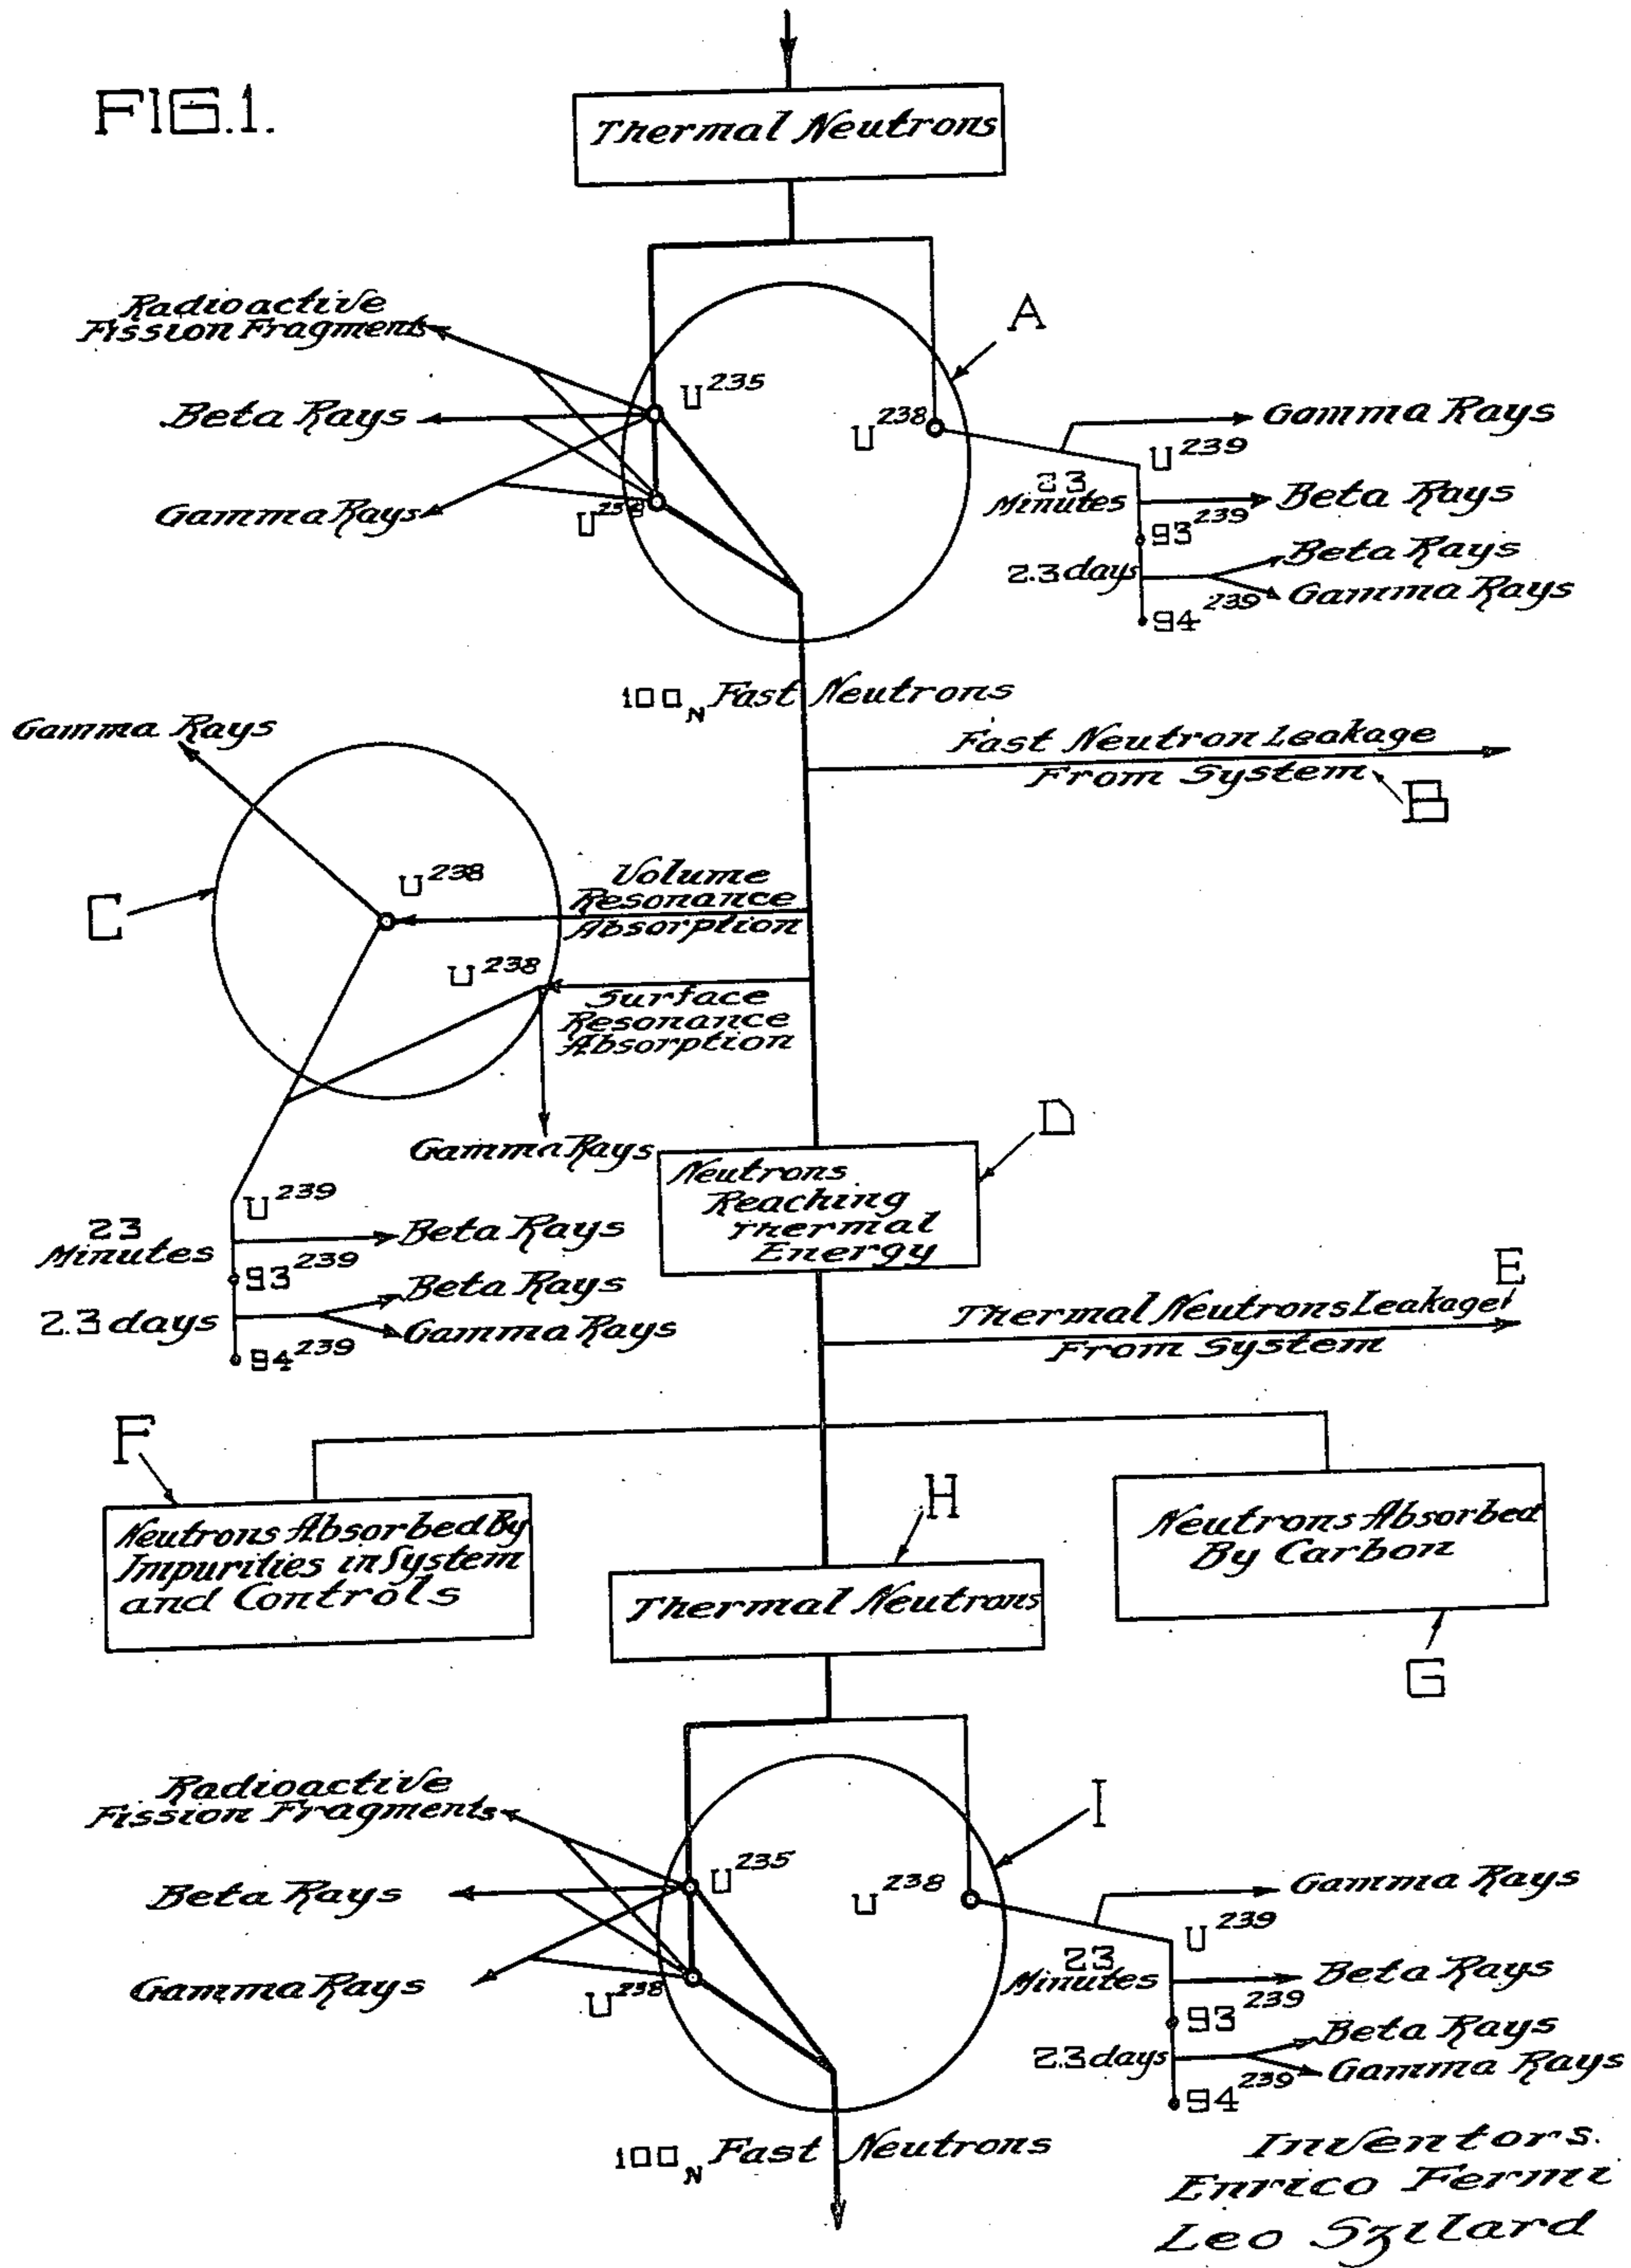 FIG.1.
Thermal Neutrons
A
Radioactive
Fission Fragments
U235
Beta Rays
U238
Gamma Rays
U239
Gamma Rays
U238
23
Minutes
Beta Rays
93239
2.3 days
Beta Rays
Gamma Rays
94239
100N Fast Neutrons
Gamma Rays
Fast Neutron Leakage
From System
B
C
U238
Volume
Resonance
Absorption
U238
Surface
Resonance
Absorption
Gamma Rays
D
Neutrons
Reaching
Thermal
Energy
U239
23
Minutes
Beta Rays
93239
2.3 days
Beta Rays
Gamma Rays
94239
E
Thermal Neutrons Leakage
From System
F
Neutrons Absorbed By
Impurities in System
and Controls
H
Thermal Neutrons
Neutrons Absorbed
By Carbon
G
Radioactive
Fission Fragments
I
U235
Beta Rays
U238
Gamma Rays
U239
Gamma Rays
U238
23
Minutes
Beta Rays
93239
2.3 days
Beta Rays
Gamma Rays
94239
100N Fast Neutrons
Inventors.
Enrico Fermi
Leo Szilard